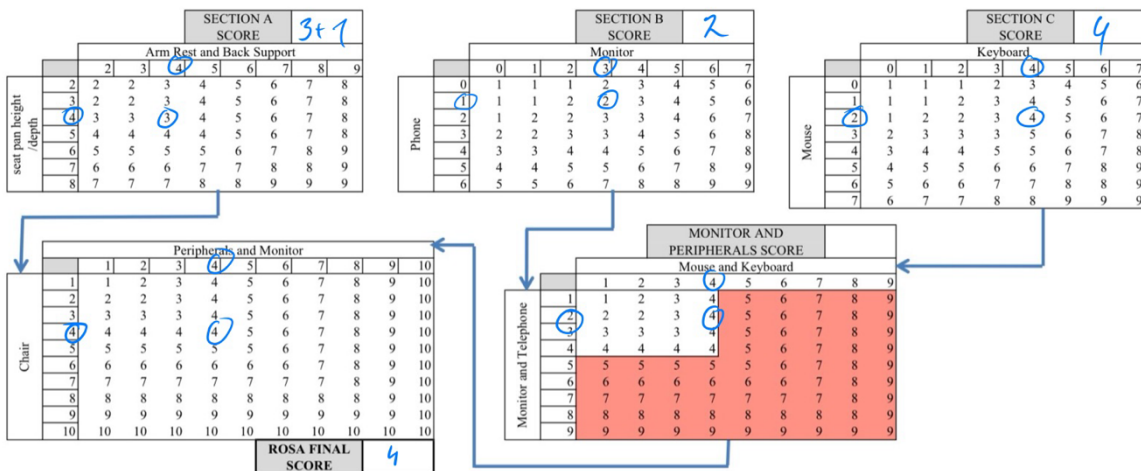 SECTION A SCORE 3+1
Arm Rest and Back Support
2 3 4 5 6 7 8 9
seat pan height /depth
2 2 2 3 4 5 6 7 8
3 2 2 3 4 5 6 7 8
4 3 3 3 4 5 6 7 8
5 4 4 4 4 5 6 7 8
6 5 5 5 5 6 7 8 9
7 6 6 6 7 7 8 8 9
8 7 7 7 8 8 9 9 9
SECTION B SCORE 2
Monitor
0 1 2 3 4 5 6 7
Phone
0 1 1 1 2 3 4 5 6
1 1 1 2 2 3 4 5 6
2 1 2 2 3 3 4 6 7
3 2 2 3 3 4 5 6 8
4 3 3 4 4 5 6 7 8
5 4 4 5 5 6 7 8 9
6 5 5 6 7 8 8 9 9
SECTION C SCORE 4
Keyboard
0 1 2 3 4 5 6 7
Mouse
0 1 1 1 2 3 4 5 6
1 1 1 2 3 4 5 6 7
2 1 2 2 3 4 5 6 7
3 2 3 3 3 5 6 7 8
4 3 4 4 5 5 6 7 8
5 4 5 5 6 6 7 8 9
6 5 6 6 7 7 8 8 9
7 6 7 7 8 8 9 9 9
Peripherals and Monitor
1 2 3 4 5 6 7 8 9 10
Chair
1 1 2 3 4 5 6 7 8 9 10
2 2 2 3 4 5 6 7 8 9 10
3 3 3 3 4 5 6 7 8 9 10
4 4 4 4 4 5 6 7 8 9 10
5 5 5 5 5 5 6 7 8 9 10
6 6 6 6 6 6 6 7 8 9 10
7 7 7 7 7 7 7 7 8 9 10
8 8 8 8 8 8 8 8 8 9 10
9 9 9 9 9 9 9 9 9 9 10
10 10 10 10 10 10 10 10 10 10 10
ROSA FINAL SCORE 4
MONITOR AND PERIPHERALS SCORE
Mouse and Keyboard
1 2 3 4 5 6 7 8 9
Monitor and Telephone
1 1 2 3 4 5 6 7 8 9
2 2 2 3 4 5 6 7 8 9
3 3 3 3 4 5 6 7 8 9
4 4 4 4 4 5 6 7 8 9
5 5 5 5 5 5 6 7 8 9
6 6 6 6 6 6 6 7 8 9
7 7 7 7 7 7 7 7 8 9
8 8 8 8 8 8 8 8 8 9
9 9 9 9 9 9 9 9 9 9